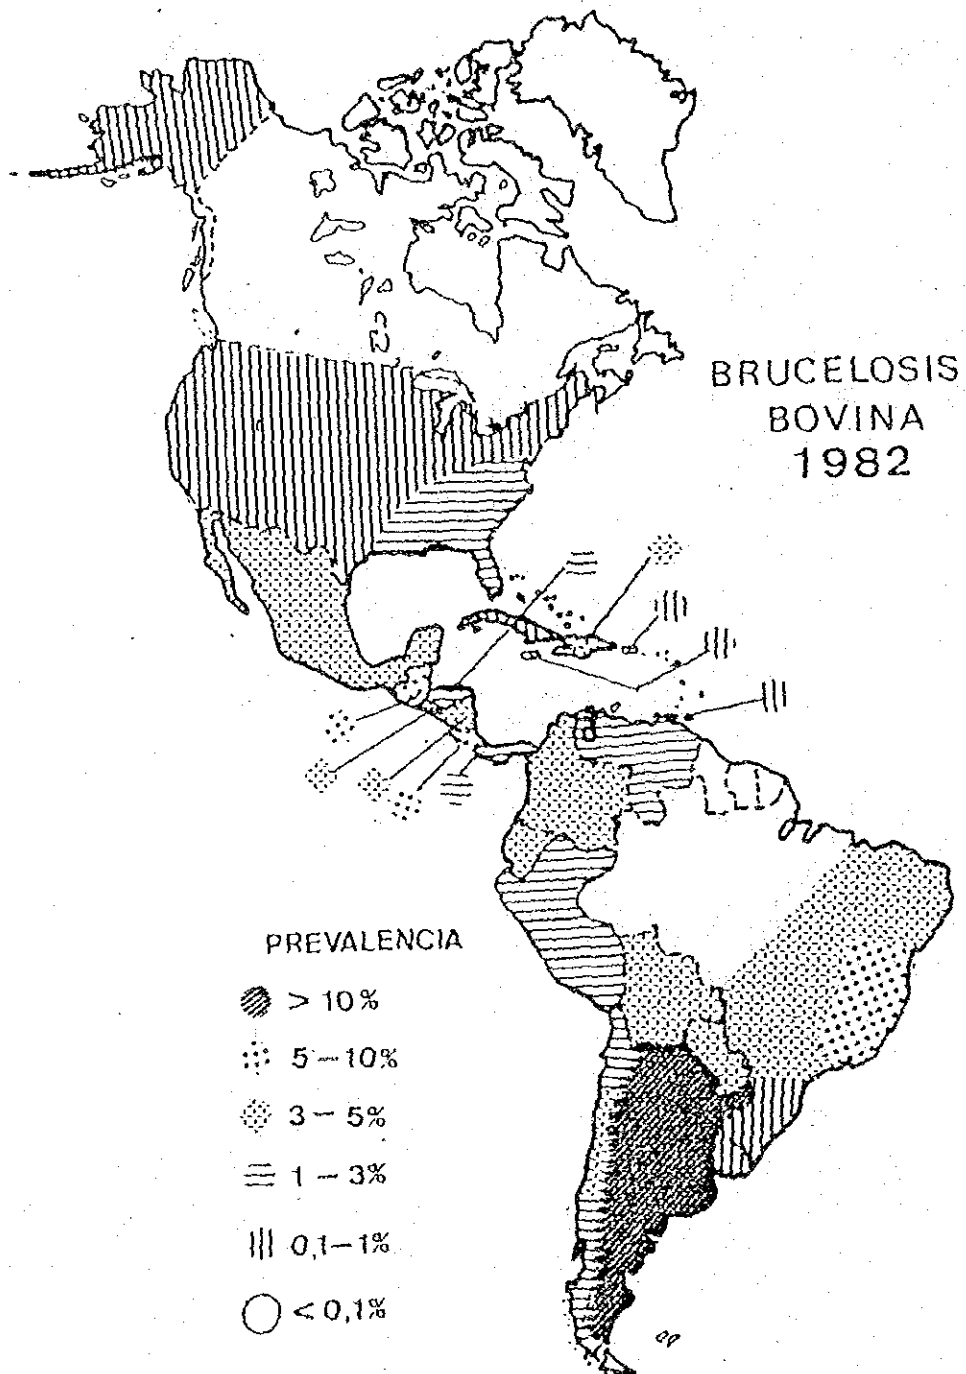 BRUCELOSIS
BOVINA
1982
PREVALENCIA
> 10%
5 – 10%
3 – 5%
1 – 3%
0,1 – 1%
< 0,1%